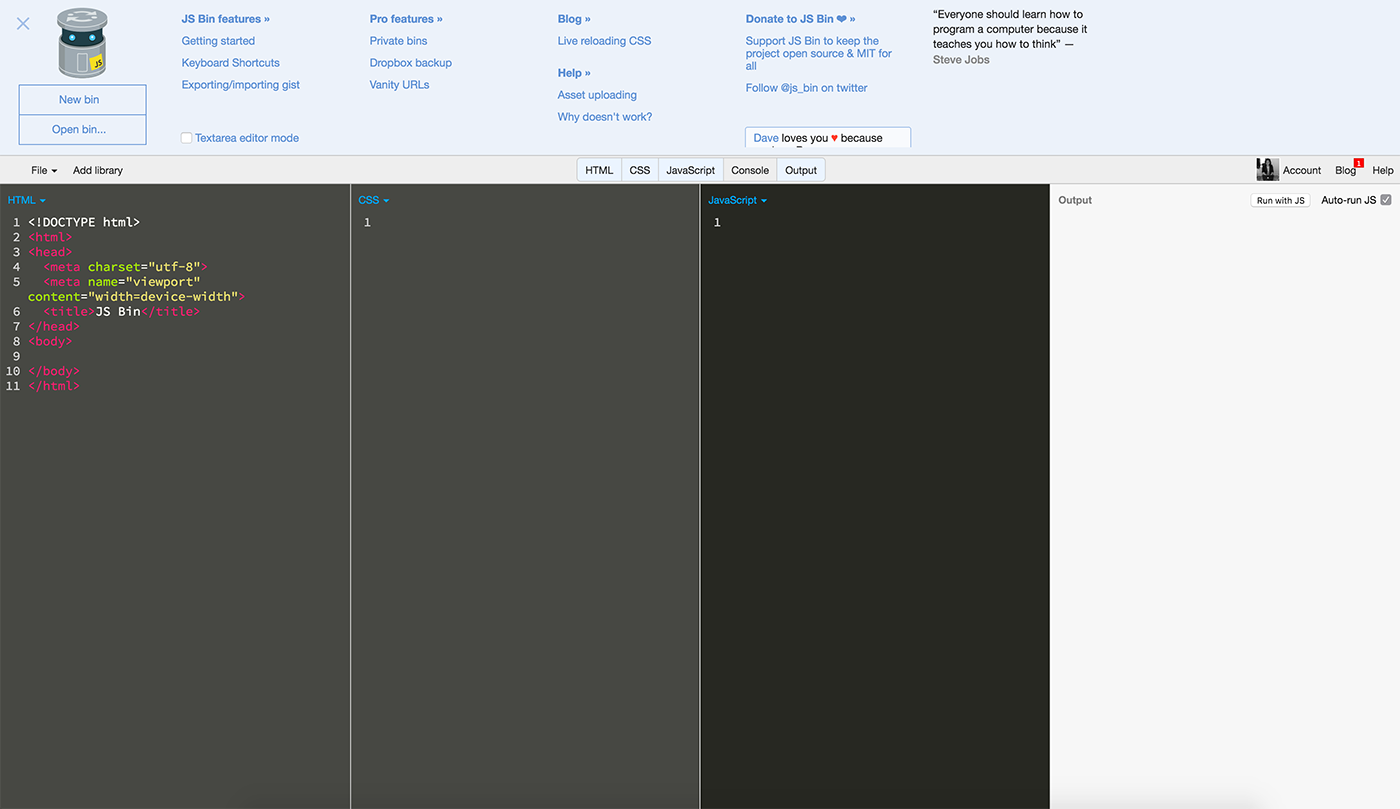 JS Bin features »
Getting started
Keyboard Shortcuts
Exporting/importing gist
Textarea editor mode
Pro features »
Private bins
Dropbox backup
Vanity URLs
Blog »
Live reloading CSS
Help »
Asset uploading
Why doesn't work?
Donate to JS Bin ❤ »
Support JS Bin to keep the
project open source & MIT for
all
Follow @js_bin on twitter
Dave loves you ♥ because
“Everyone should learn how to
program a computer because it
teaches you how to think” —
Steve Jobs
JS
New bin
Open bin...
File
Add library
HTML
CSS
JavaScript
Console
Output
Account
Blog
1
Help
HTML
1 <!DOCTYPE html>
2 <html>
3 <head>
4 <meta charset="utf-8">
5 <meta name="viewport"
content="width=device-width">
6 <title>JS Bin</title>
7 </head>
8 <body>
9
10 </body>
11 </html>
CSS
1
JavaScript
1
Output
Run with JS
Auto-run JS